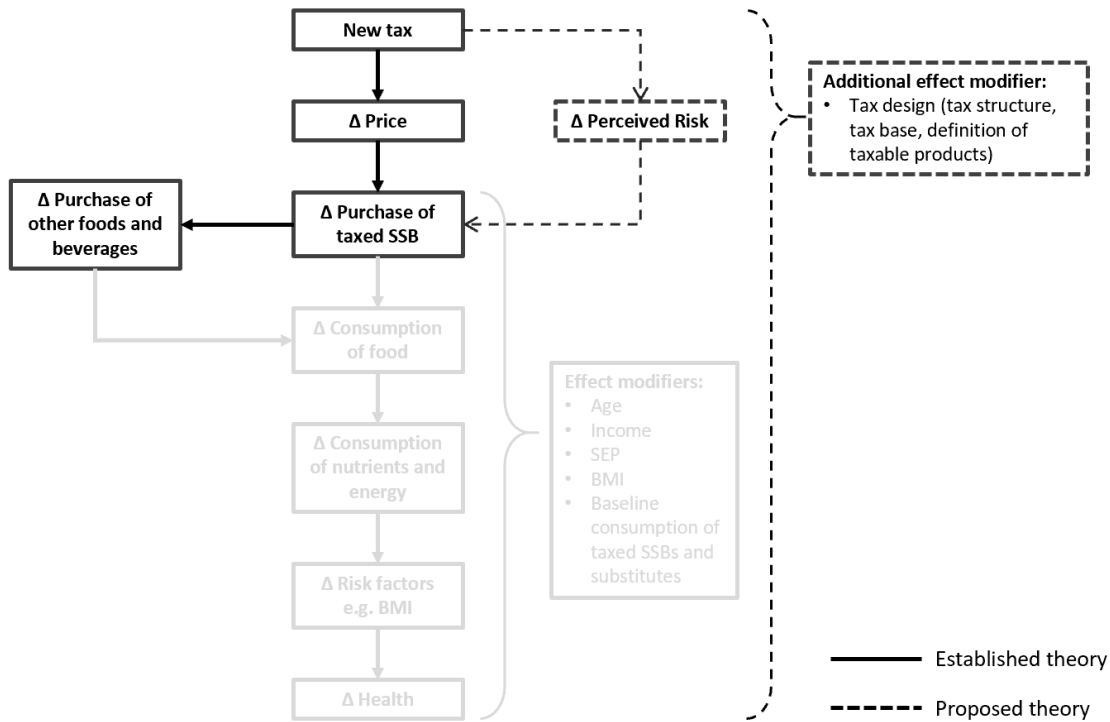 New tax
Δ Price
Δ Perceived Risk
Additional effect modifier:
• Tax design (tax structure,
tax base, definition of
taxable products)
Δ Purchase of
other foods and
beverages
Δ Purchase of
taxed SSB
Δ Consumption
of food
Δ Consumption
of nutrients and
energy
Δ Risk factors
e.g. BMI
Δ Health
Effect modifiers:
• Age
• Income
• SEP
• BMI
• Baseline
consumption of
taxed SSBs and
substitutes
Established theory
Proposed theory